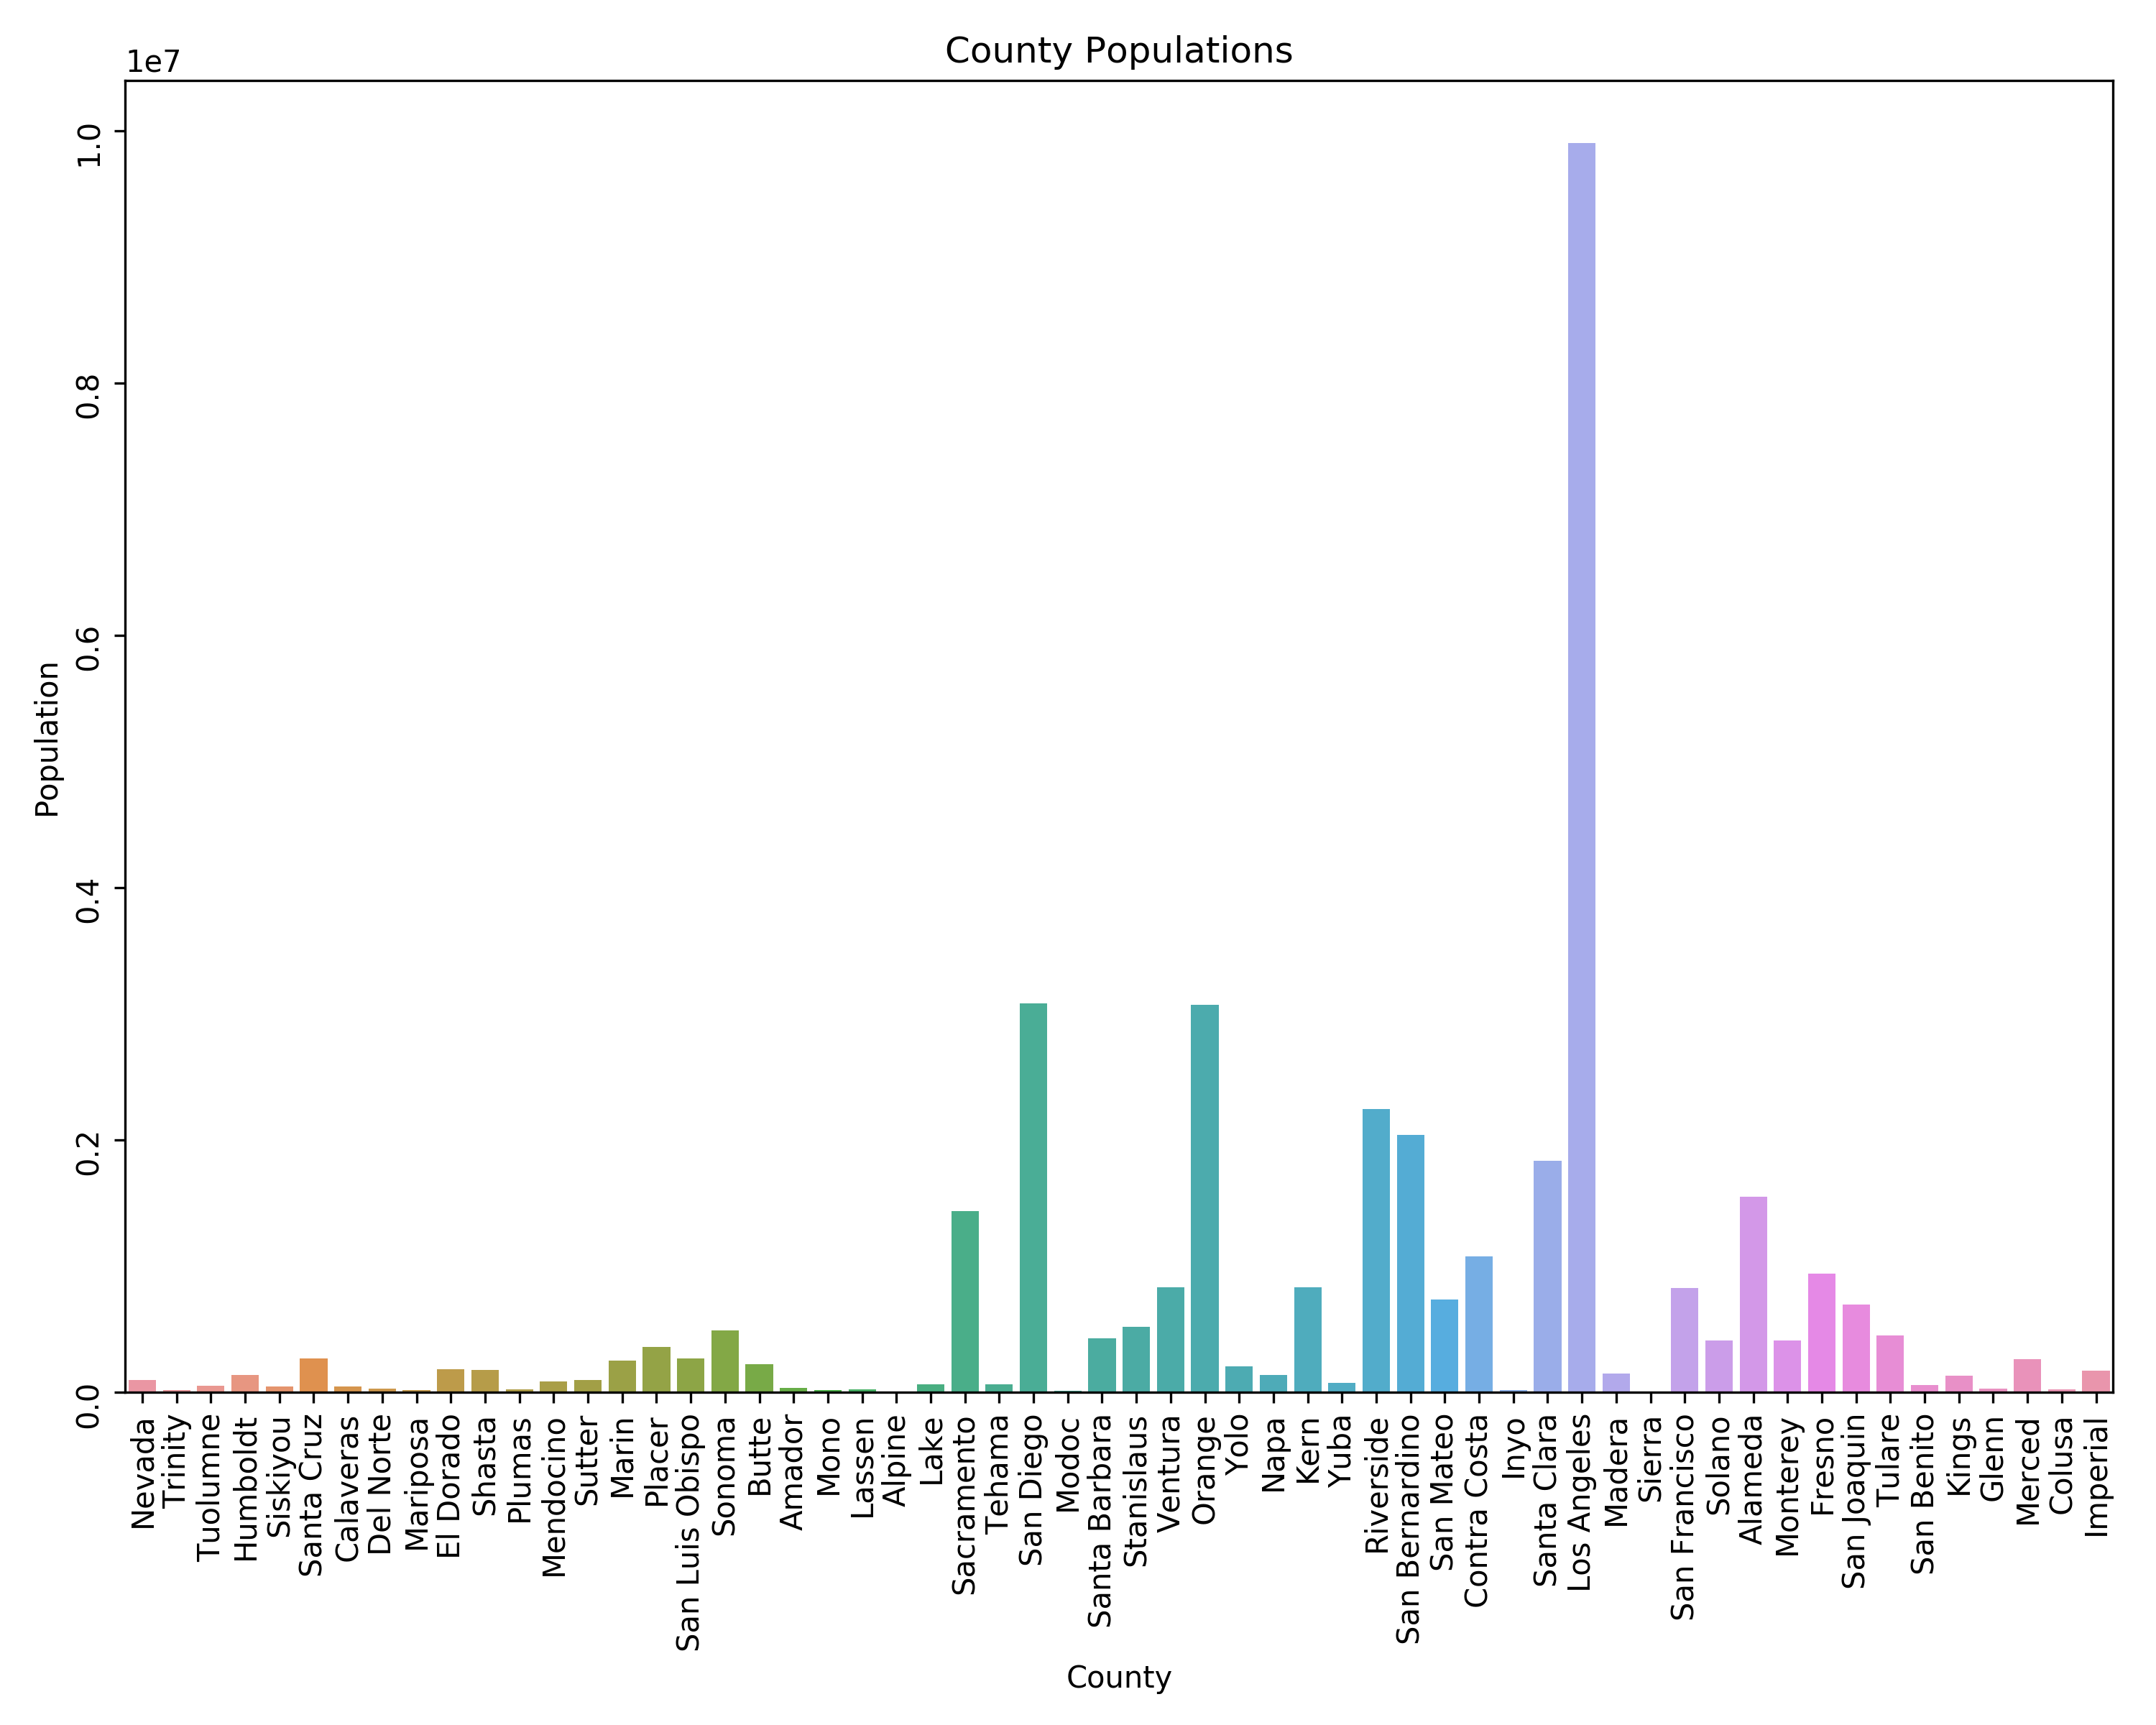 County Populations
1e7
1.0
0.8
0.6
0.4
0.2
0.0
Population
Nevada
Trinity
Tuolumne
Humboldt
Siskiyou
Santa Cruz
Calaveras
Del Norte
Mariposa
El Dorado
Shasta
Plumas
Mendocino
Sutter
Marin
Placer
San Luis Obispo
Sonoma
Butte
Amador
Mono
Lassen
Alpine
Lake
Sacramento
Tehama
San Diego
Modoc
Santa Barbara
Stanislaus
Ventura
Orange
Yolo
Napa
Kern
Yuba
Riverside
San Bernardino
San Mateo
Contra Costa
Inyo
Santa Clara
Los Angeles
Madera
Sierra
San Francisco
Solano
Alameda
Monterey
Fresno
San Joaquin
Tulare
San Benito
Kings
Glenn
Merced
Colusa
Imperial
County